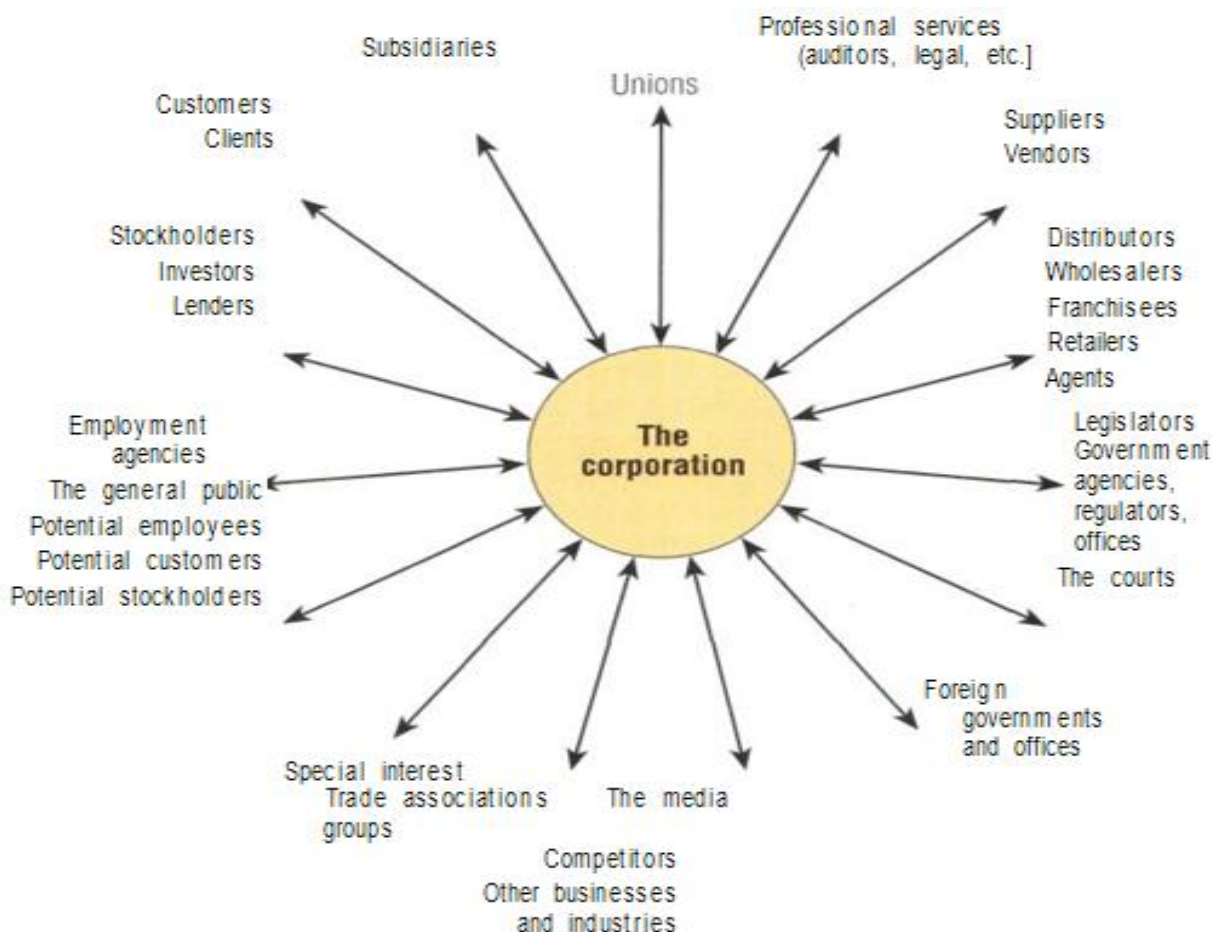 Subsidiaries
Professional services
(auditors, legal, etc.]
Unions
Customers
Clients
Suppliers
Vendors
Stockholders
Investors
Lenders
Distributors
Wholesalers
Franchisees
Retailers
Agents
The
corporation
Employment
agencies
The general public
Potential employees
Potential customers
Potential stockholders
Legislators
Government
agencies,
regulators,
offices
The courts
Foreign
governments
and offices
Special interest
Trade associations
groups
The media
Competitors
Other businesses
and industries